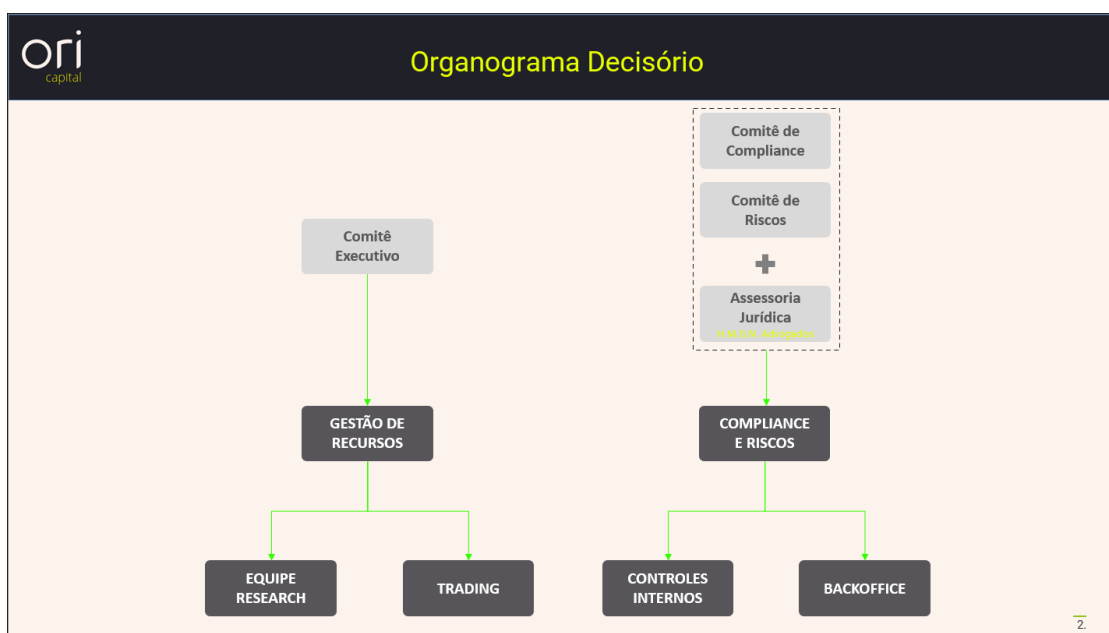 ori
capital
Organograma Decisório
Comitê de
Compliance
Comitê de
Riscos
Comitê
Executivo
Assessoria
Jurídica
Advogados
GESTÃO DE
RECURSOS
COMPLIANCE
E RISCOS
EQUIPE
RESEARCH
TRADING
CONTROLES
INTERNOS
BACKOFFICE
2.